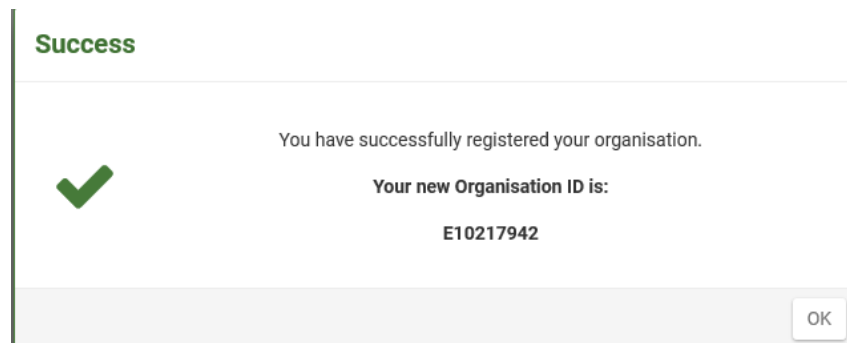 Success
You have successfully registered your organisation.
Your new Organisation ID is:
E10217942
OK